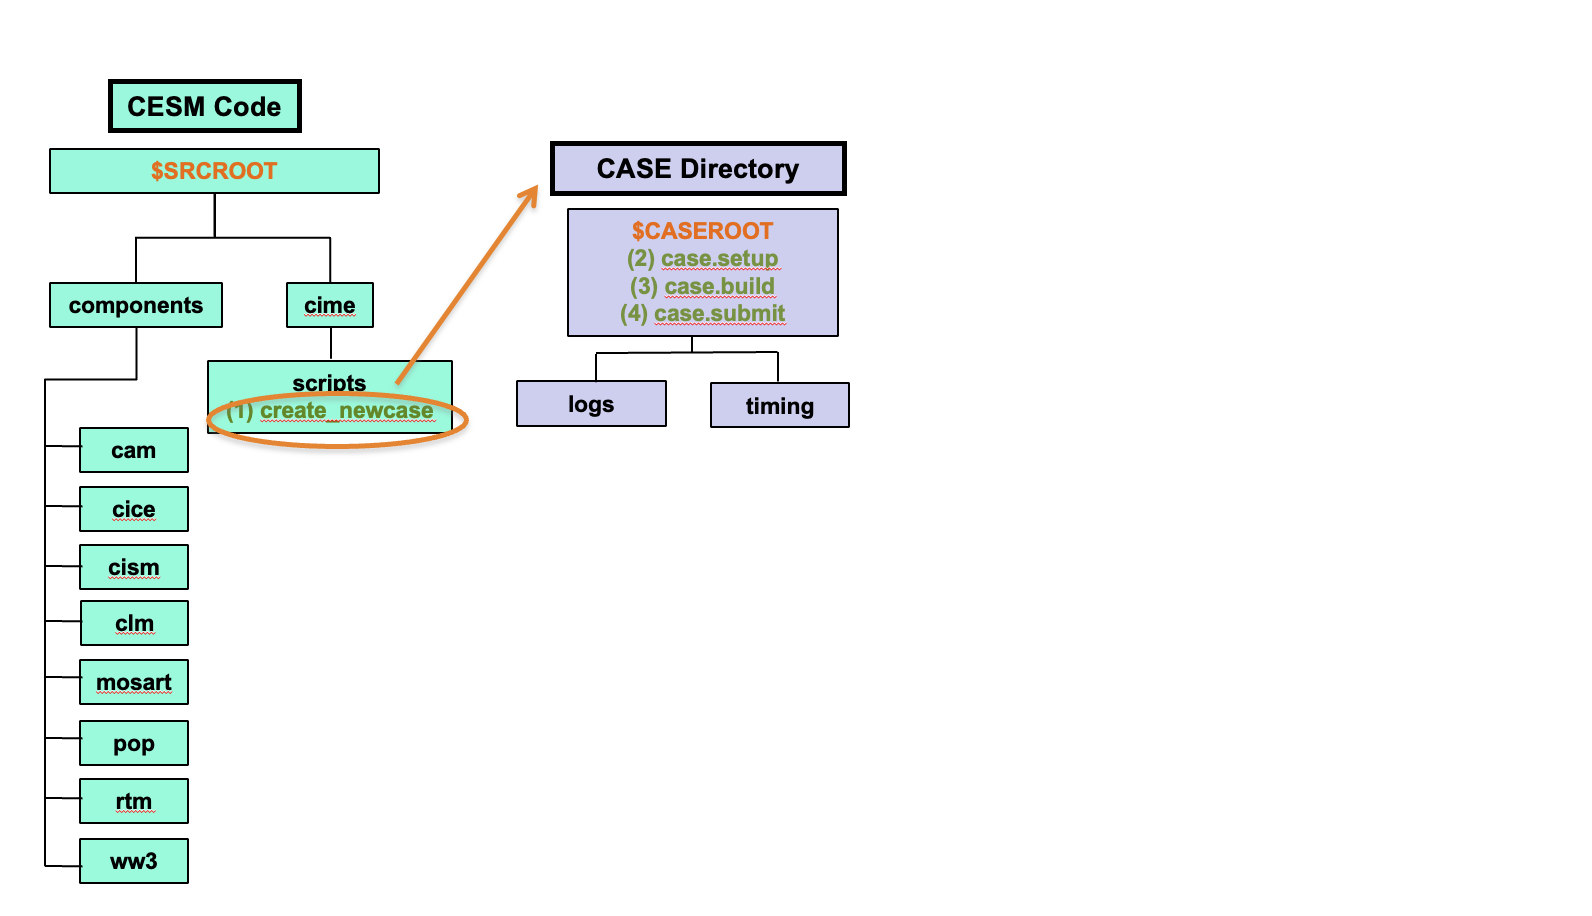 CESM Code
$SRCROOT
components
cime
scripts
(1) create_newcase
cam
cice
cism
clm
mosart
pop
rtm
ww3
CASE Directory
$CASEROOT
(2) case.setup
(3) case.build
(4) case.submit
logs
timing